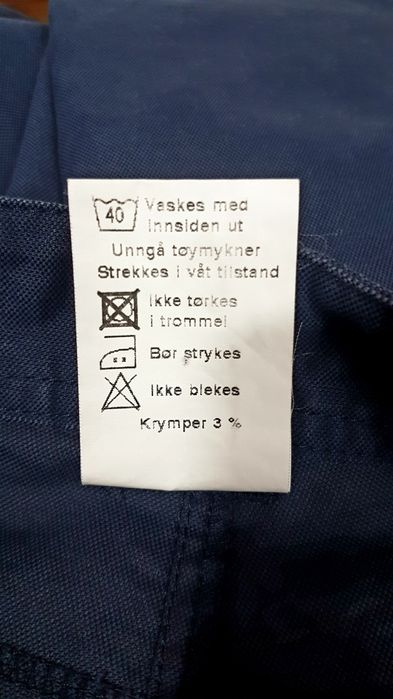 40 Vaskes med
innsiden ut
Unngå tøymykner
Strekkes i våt tilstand
Ikke tørkes
i trommel
Bør strykes
Ikke blekes
Krymper 3 %